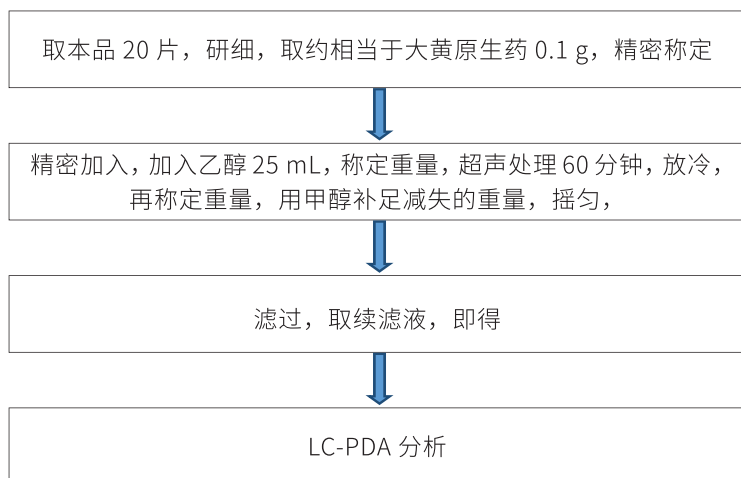 取本品 20 片，研细，取约相当于大黄原生药 0.1 g，精密称定
精密加入，加入乙醇 25 mL，称定重量，超声处理 60 分钟，放冷，
再称定重量，用甲醇补足减失的重量，摇匀，
滤过，取续滤液，即得
LC-PDA 分析